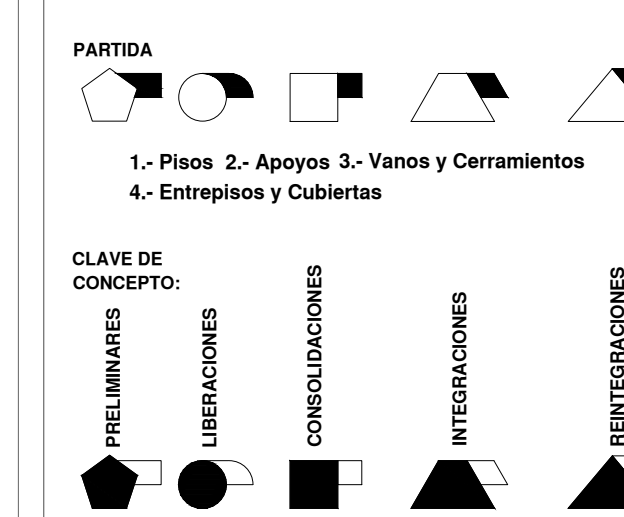 PARTIDA
1.- Pisos 2.- Apoyos 3.- Vanos y Cerramientos
4.- Entrepisos y Cubiertas
CLAVE DE
CONCEPTO:
PRELIMINARES
LIBERACIONES
CONSOLIDACIONES
INTEGRACIONES
REINTEGRACIONES